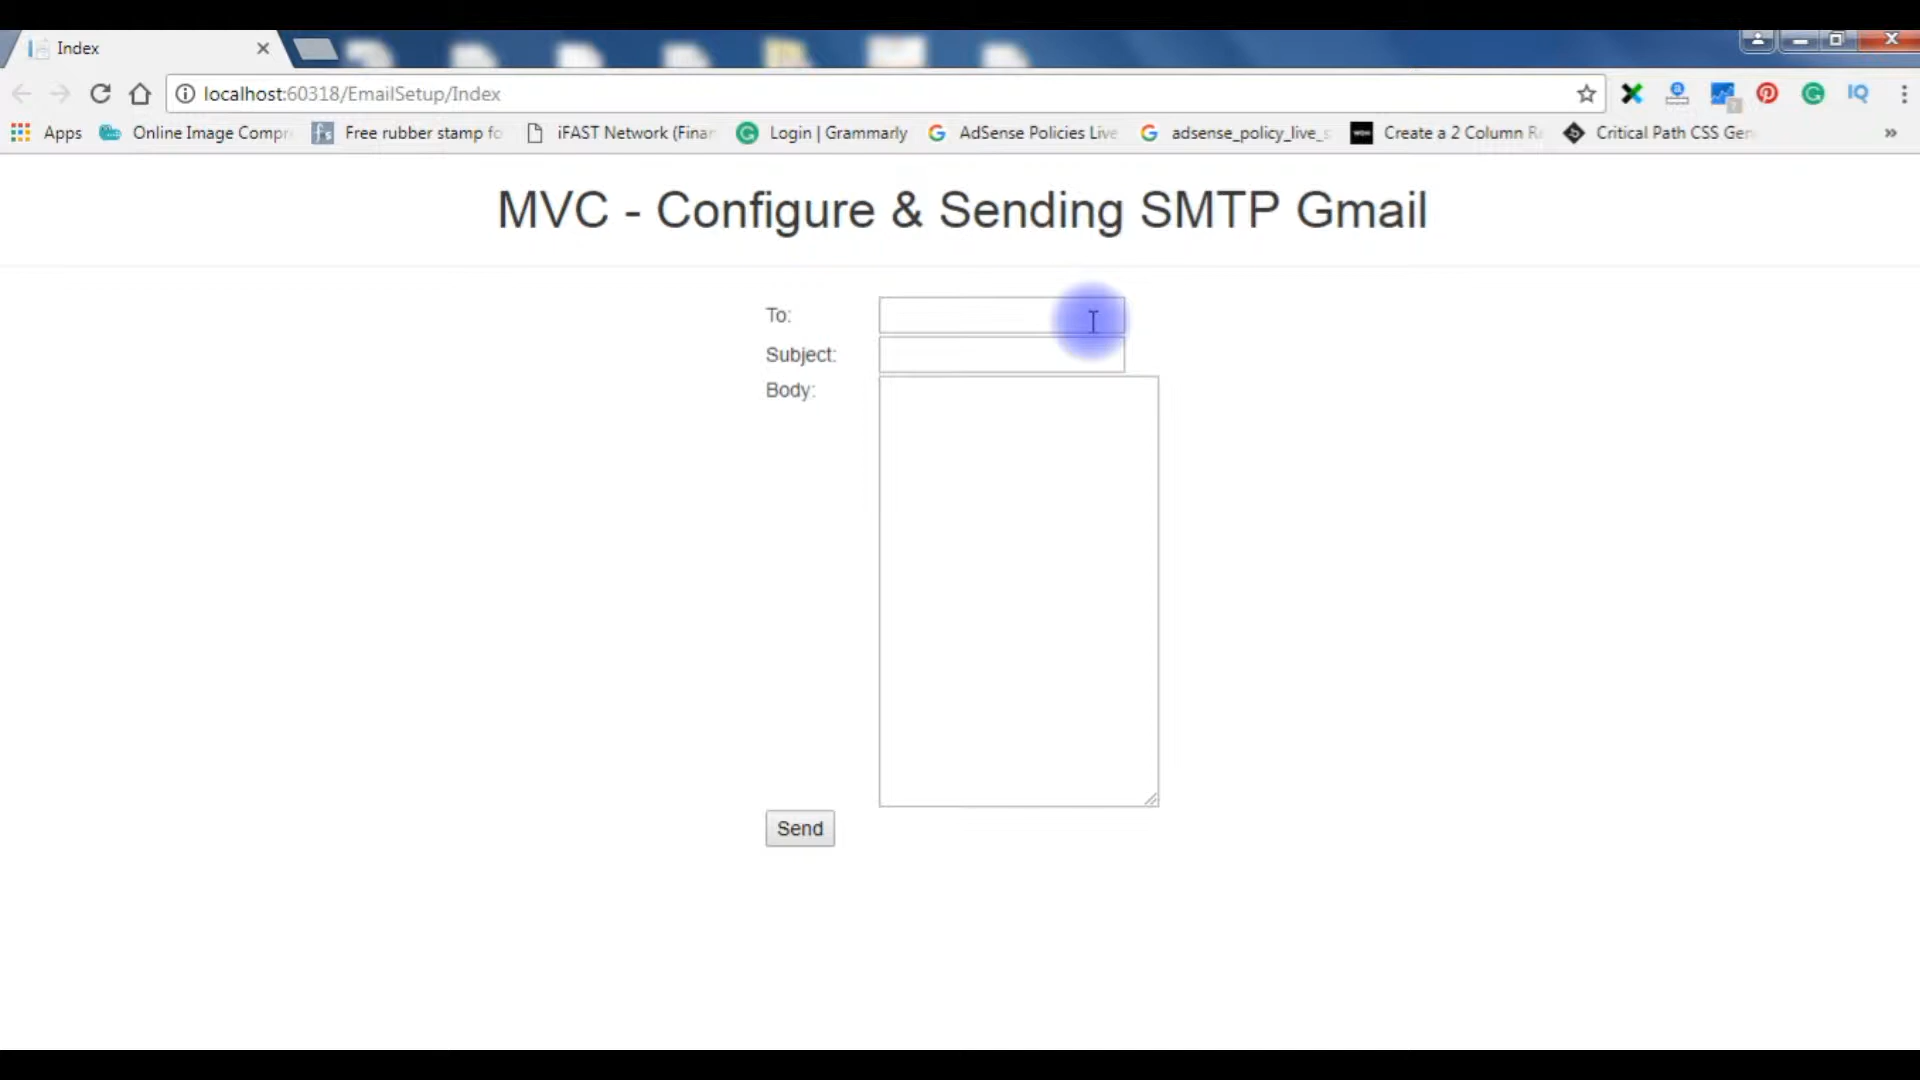 Index
localhost:60318/EmailSetup/Index
Apps Online Image Compr Free rubber stamp fo iFAST Network (Finar Login | Grammarly AdSense Policies Live adsense_policy_live_s Create a 2 Column R Critical Path CSS Gen »
MVC - Configure & Sending SMTP Gmail
To:
Subject:
Body:
Send